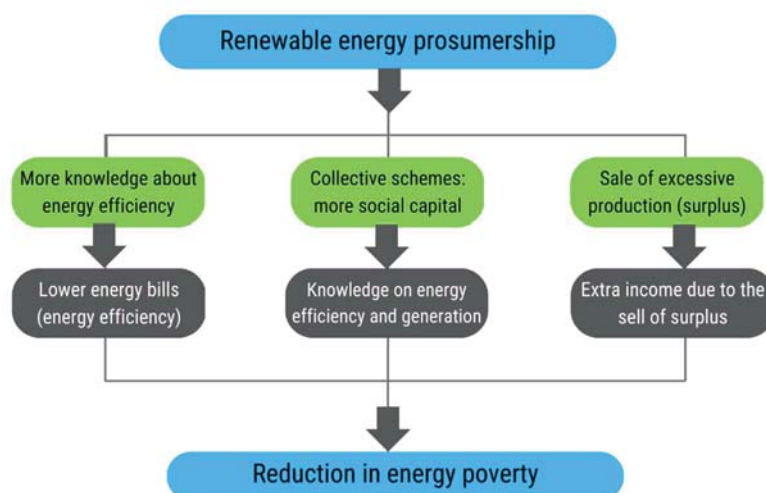 Renewable energy prosumership
More knowledge about
energy efficiency
Collective schemes:
more social capital
Sale of excessive
production (surplus)
Lower energy bills
(energy efficiency)
Knowledge on energy
efficiency and generation
Extra income due to the
sell of surplus
Reduction in energy poverty